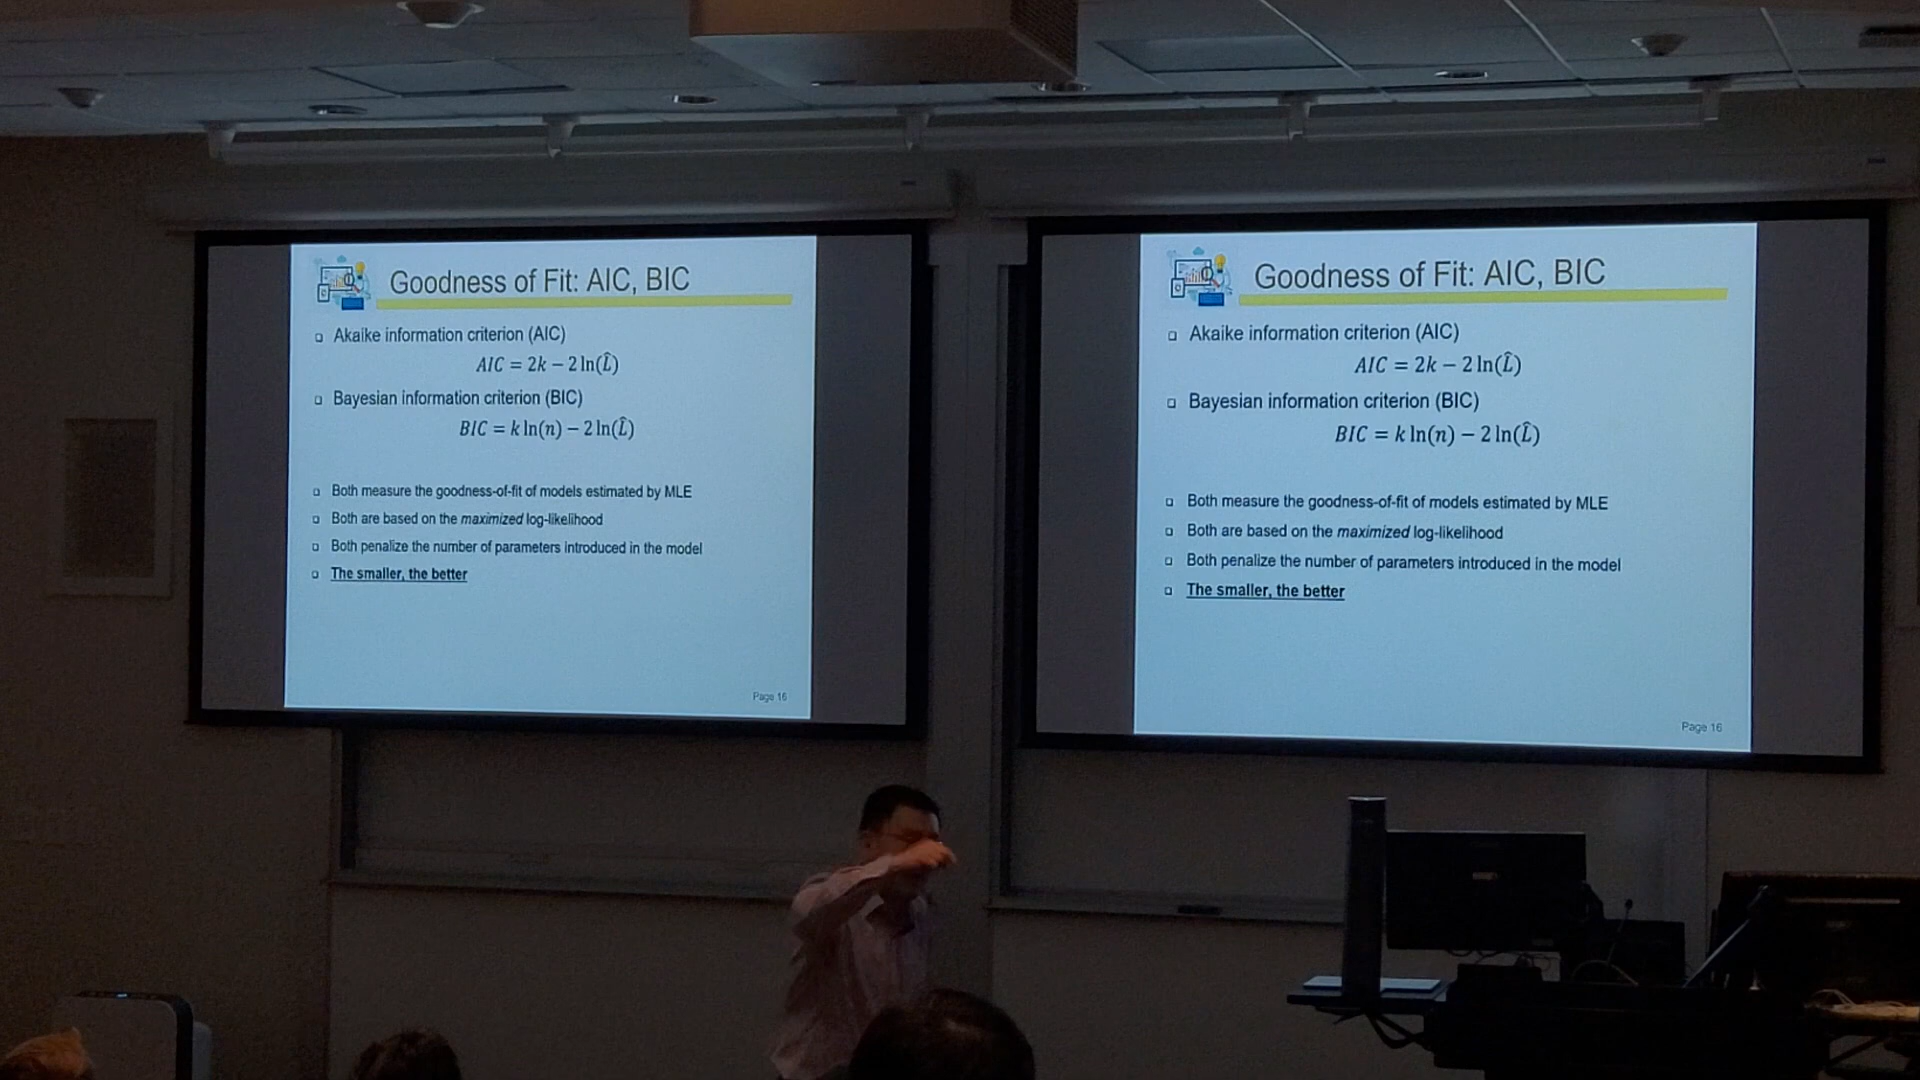 Goodness of Fit: AIC, BIC
▫ Akaike information criterion (AIC)
AIC = 2k − 2 ln(L̂)
▫ Bayesian information criterion (BIC)
BIC = k ln(n) − 2 ln(L̂)
▫ Both measure the goodness-of-fit of models estimated by MLE
▫ Both are based on the maximized log-likelihood
▫ Both penalize the number of parameters introduced in the model
▫ The smaller, the better
Page 16
Goodness of Fit: AIC, BIC
▫ Akaike information criterion (AIC)
AIC = 2k − 2 ln(L̂)
▫ Bayesian information criterion (BIC)
BIC = k ln(n) − 2 ln(L̂)
▫ Both measure the goodness-of-fit of models estimated by MLE
▫ Both are based on the maximized log-likelihood
▫ Both penalize the number of parameters introduced in the model
▫ The smaller, the better
Page 16